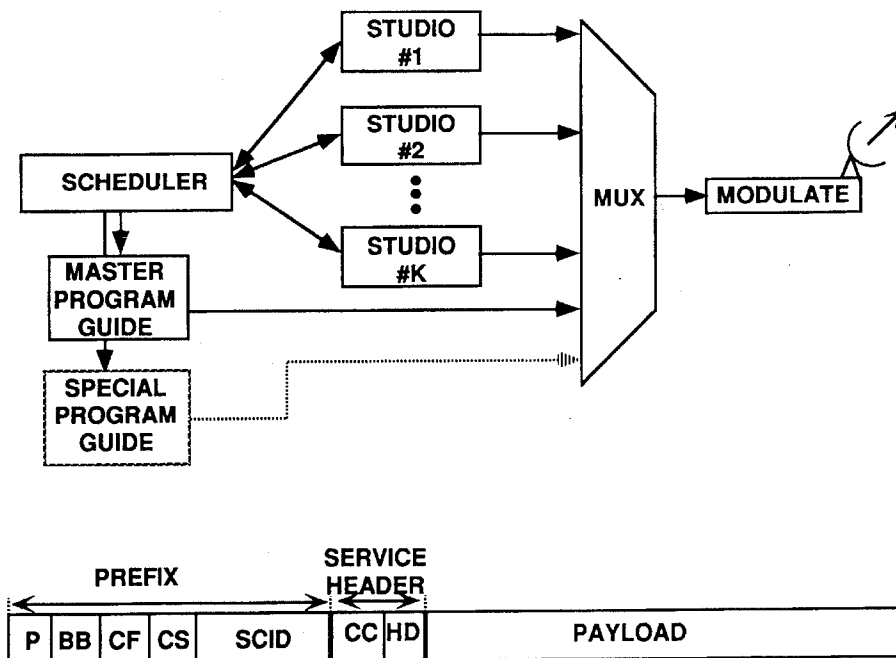 STUDIO
#1
STUDIO
#2
SCHEDULER
MUX
MODULATE
STUDIO
#K
MASTER
PROGRAM
GUIDE
SPECIAL
PROGRAM
GUIDE
PREFIX
SERVICE
HEADER
P BB CF CS SCID CC HD PAYLOAD